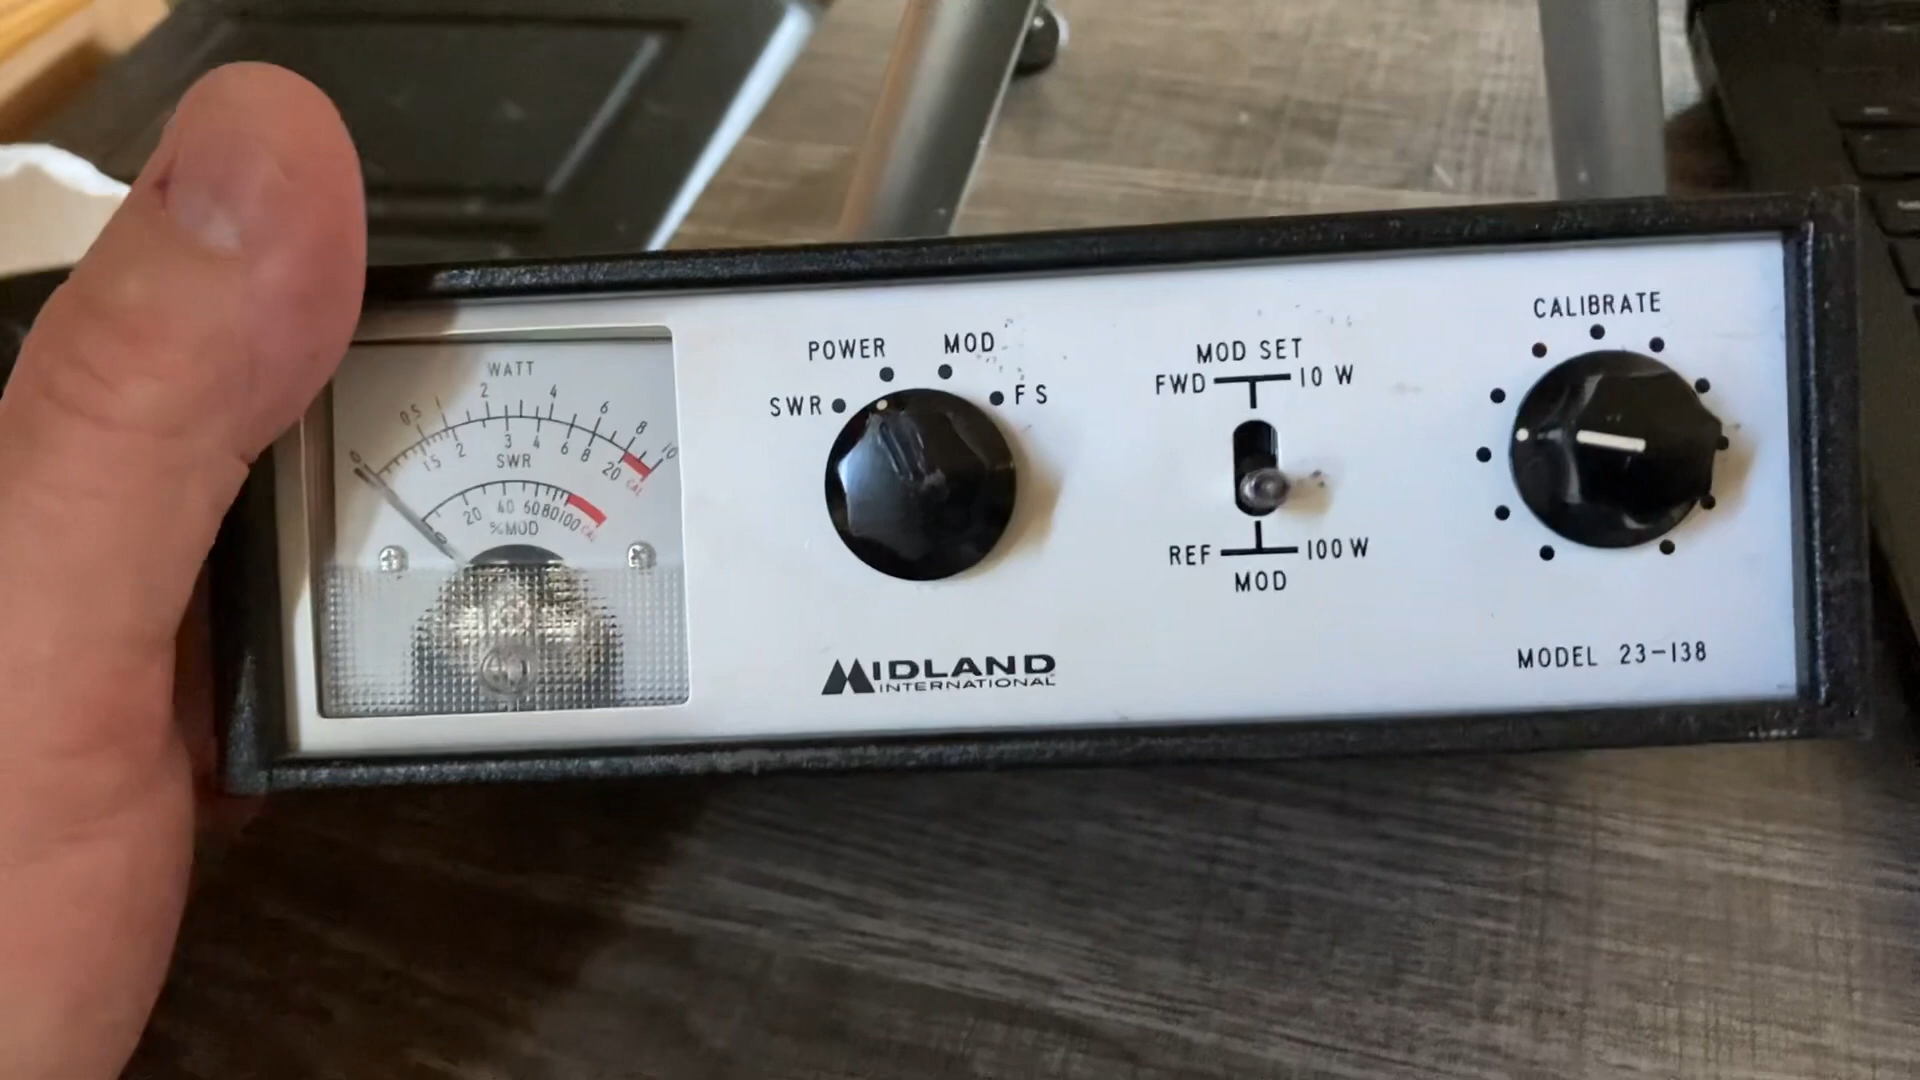 WATT
0 0.5 1 2 4 6 8 10
1.5 2 3 4 6 8 20 CAL
SWR
0 20 40 60 80 100 CAL
%MOD
SWR POWER MOD FS
MOD SET
FWD 10 W
REF 100 W
MOD
CALIBRATE
MIDLAND
INTERNATIONAL
MODEL 23-138